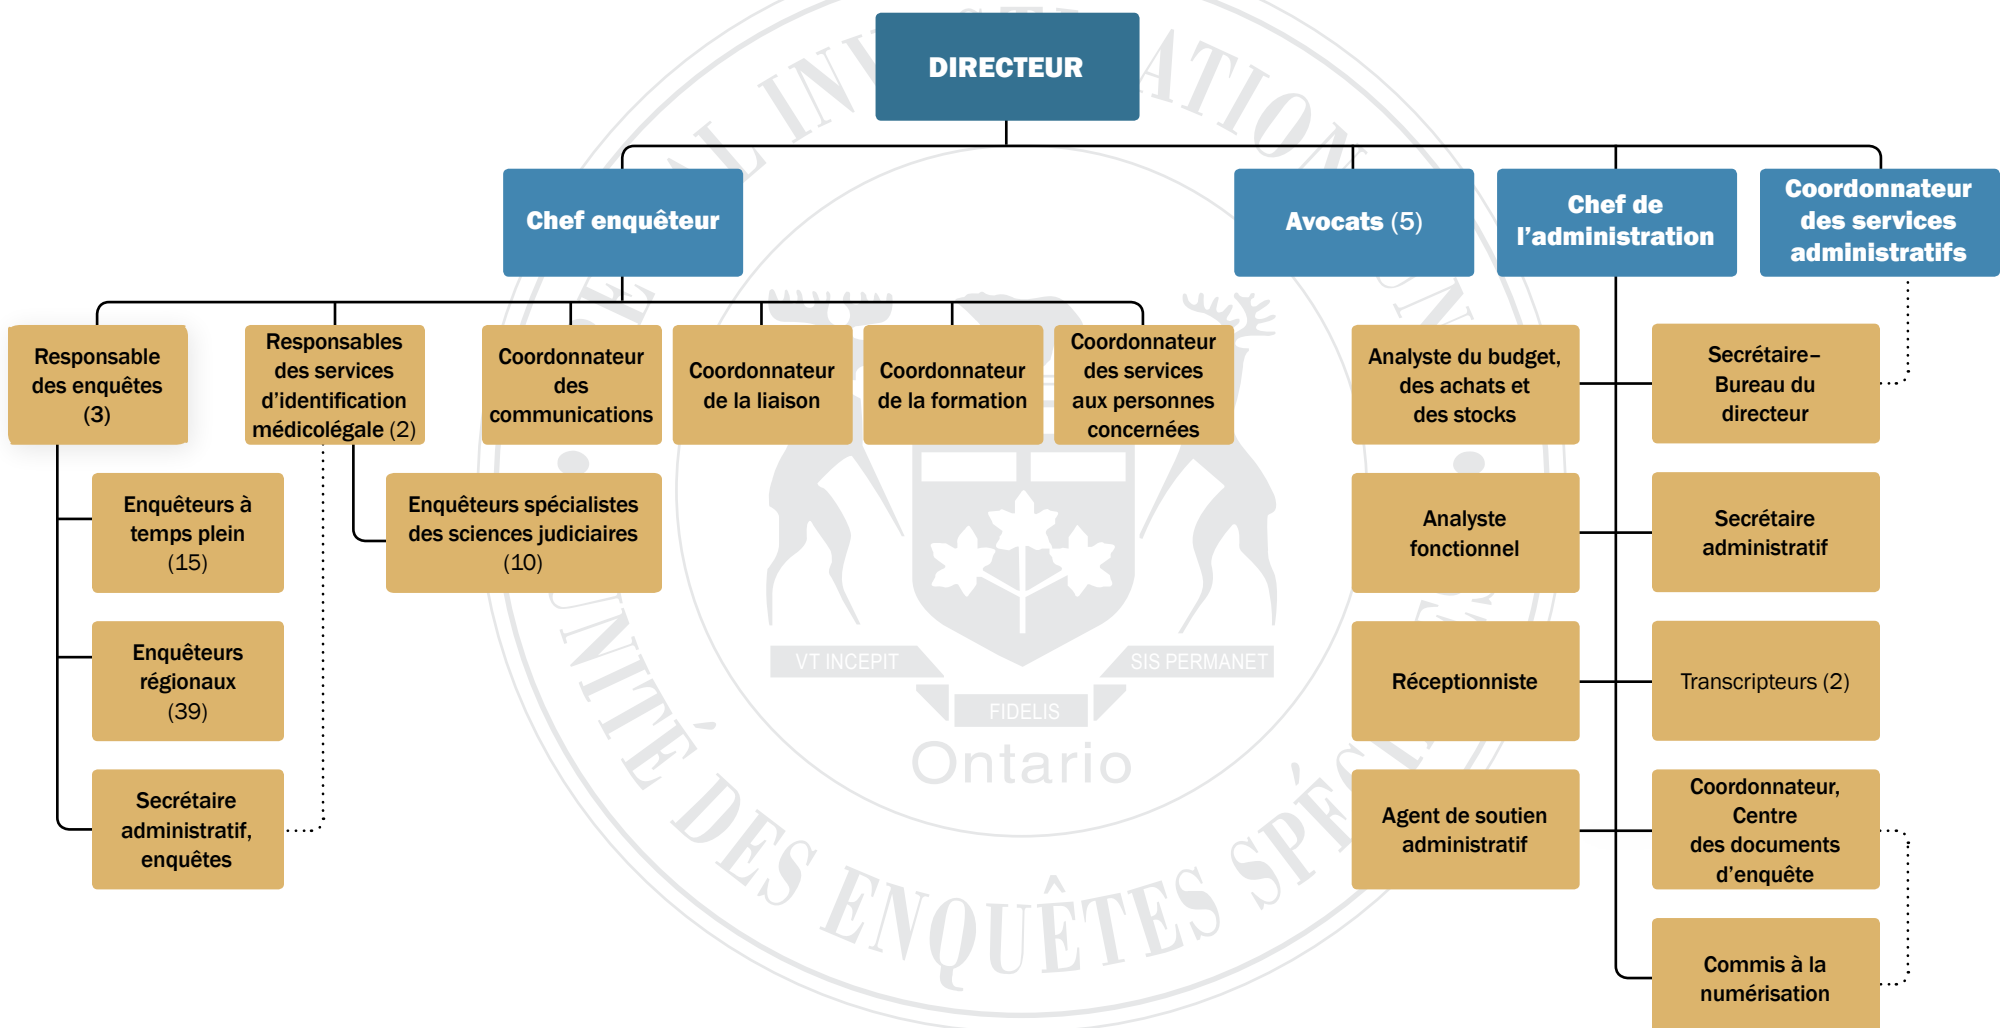 DIRECTEUR
Chef enquêteur
Avocats (5)
Chef de
l’administration
Coordonnateur
des services
administratifs
Responsable
des enquêtes
(3)
Responsables
des services
d’identification
médicolégale (2)
Coordonnateur
des
communications
Coordonnateur
de la liaison
Coordonnateur
de la formation
Coordonnateur
des services
aux personnes
concernées
Enquêteurs à
temps plein
(15)
Enquêteurs
régionaux
(39)
Secrétaire
administratif,
enquêtes
Enquêteurs spécialistes
des sciences judiciaires
(10)
Analyste du budget,
des achats et
des stocks
Secrétaire–
Bureau du
directeur
Analyste
fonctionnel
Secrétaire
administratif
Réceptionniste
Transcripteurs (2)
Agent de soutien
administratif
Coordonnateur,
Centre
des documents
d’enquête
Commis à la
numérisation
VT INCEPIT
SIS PERMANET
FIDELIS
Ontario
UNITÉ DES ENQUÊTES